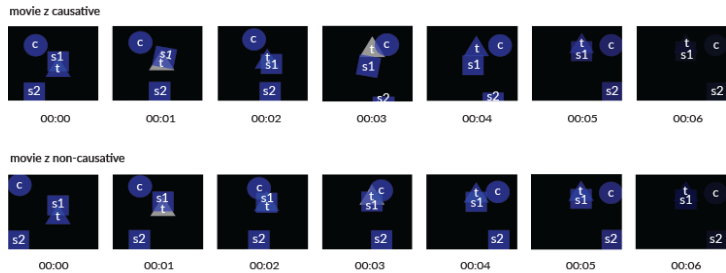 movie z causative
c s1 t s2
c s1 t s2
c t s1 s2
t c s1 s2
t c s1 s2
t s1 c s2
t s1 c s2
00:00 00:01 00:02 00:03 00:04 00:05 00:06
movie z non-causative
c s1 t s2
c s1 t s2
c t s1 s2
c t s1 s2
t c s1 s2
t c s1 s2
t c s1 s2
00:00 00:01 00:02 00:03 00:04 00:05 00:06